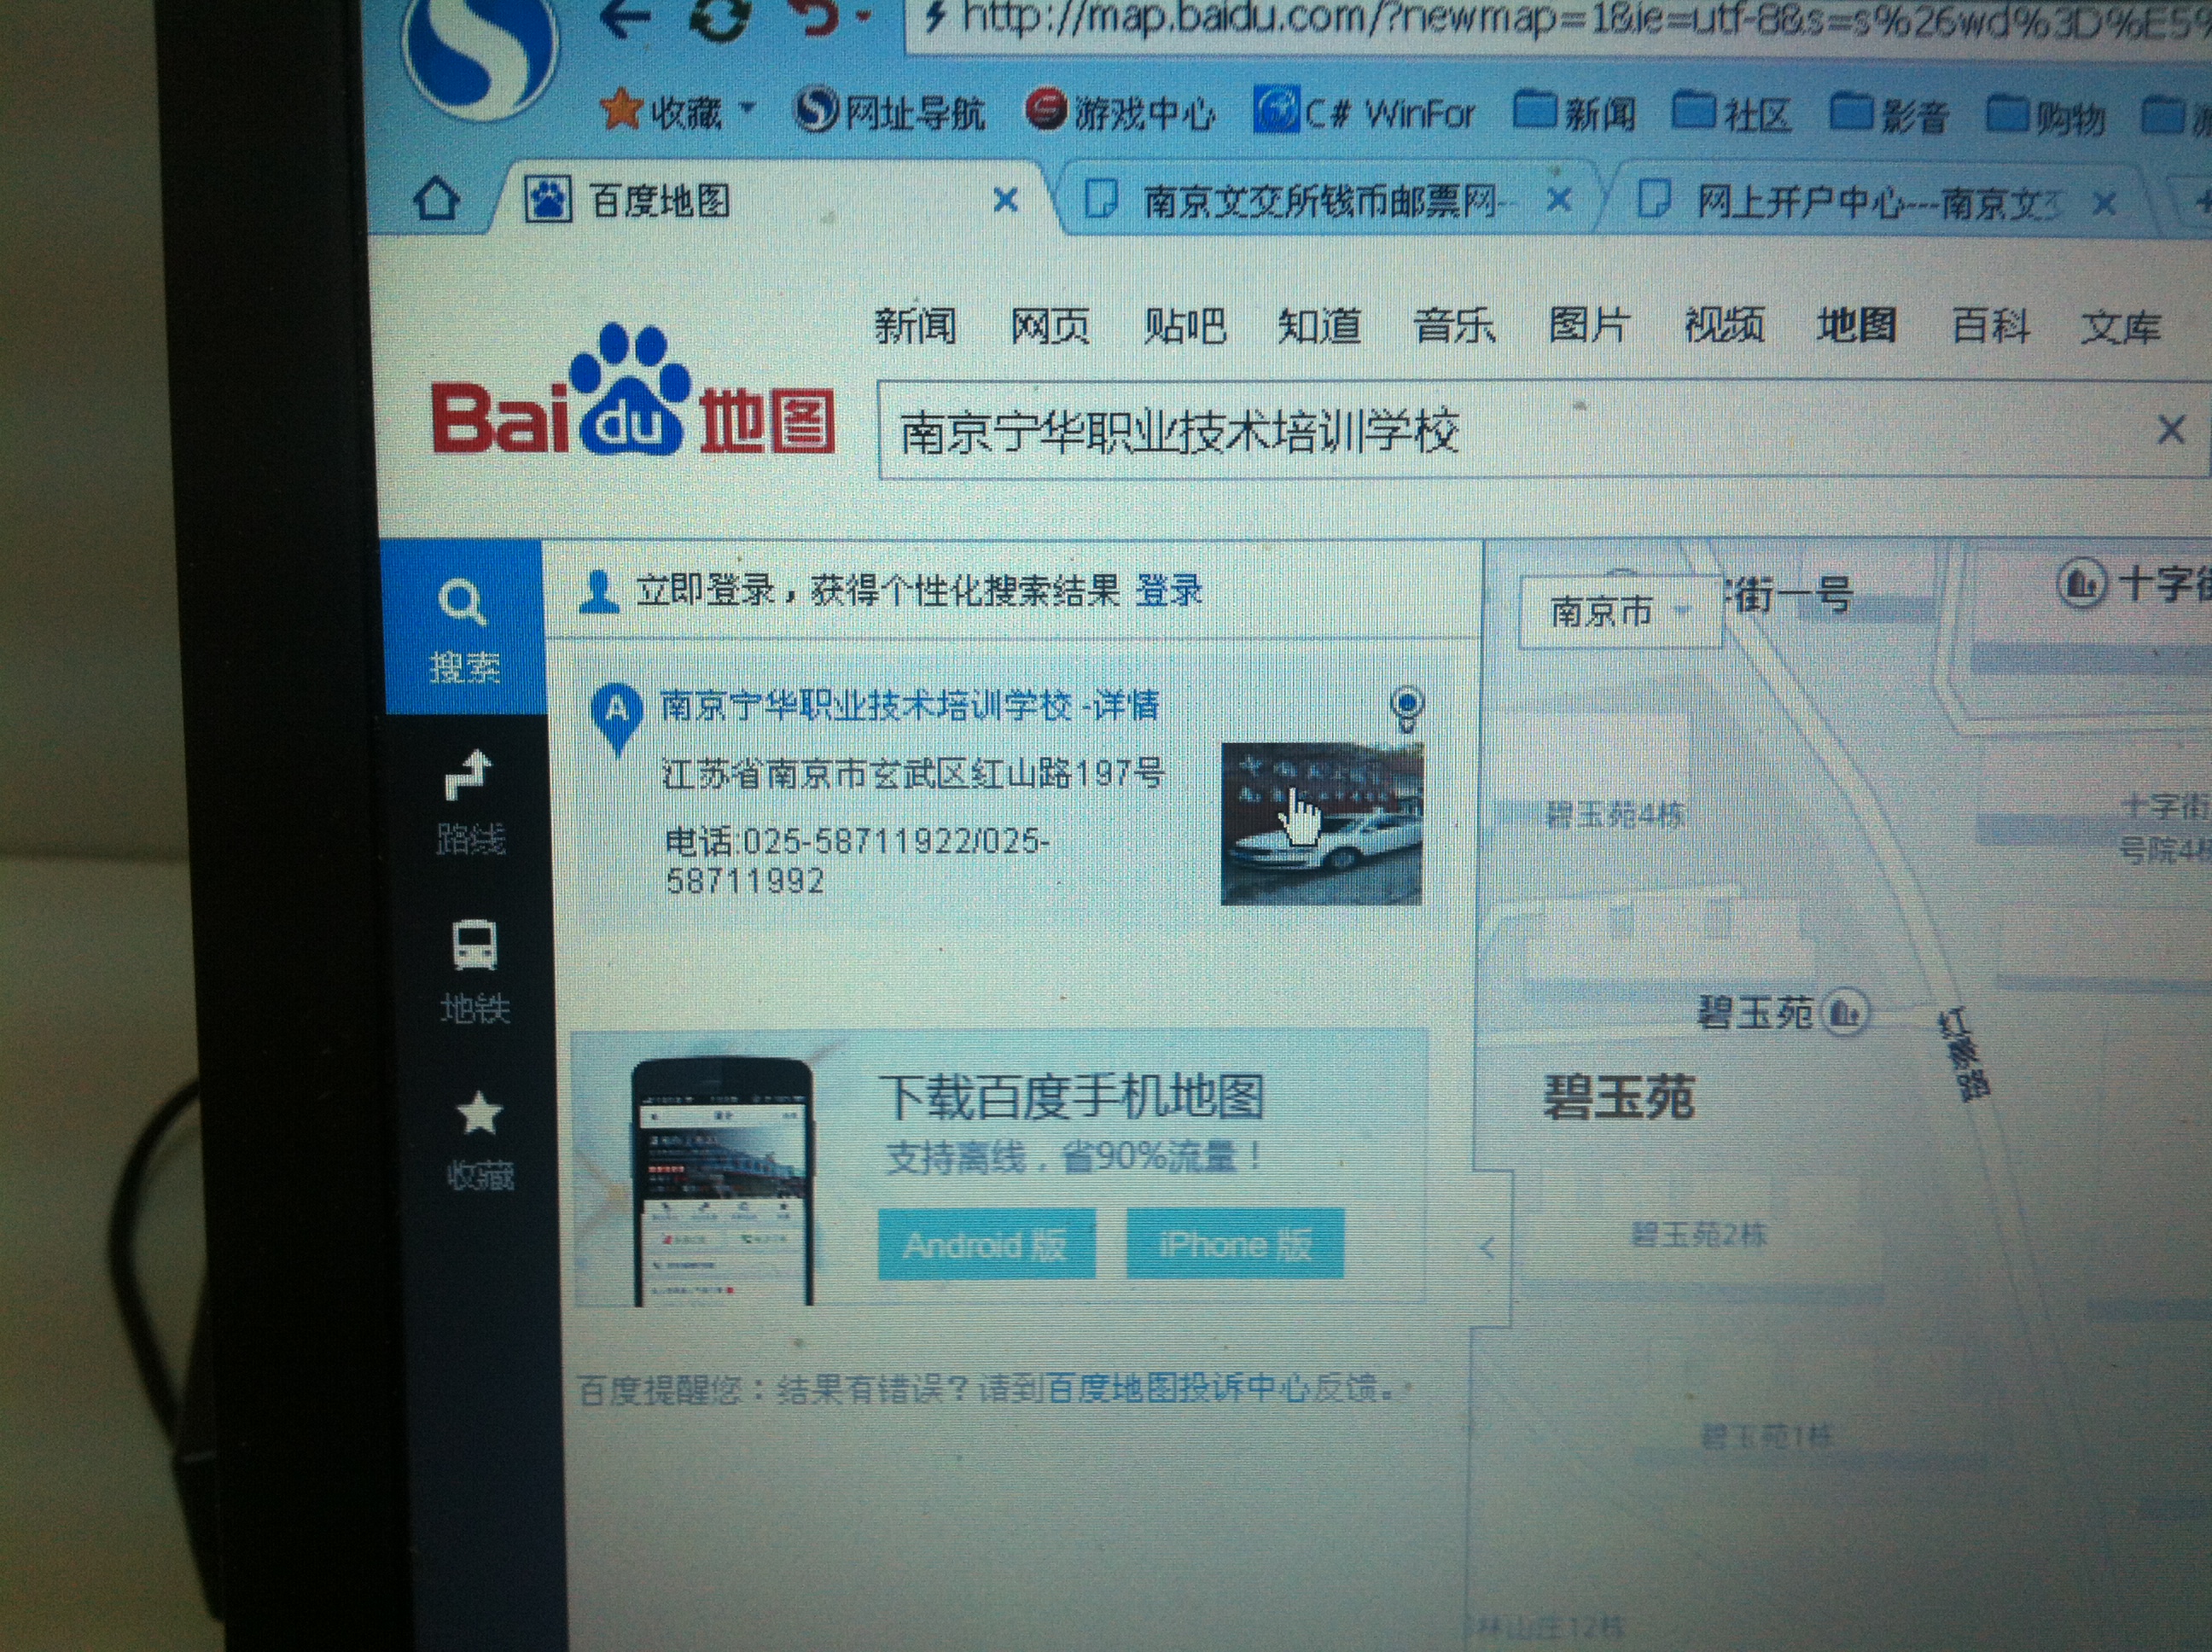 http://map.baidu.com/?newmap=1&ie=utf-8&s=s%26wd%3D%E5%
收藏 网址导航 游戏中心 C# WinFor 新闻 社区 影音 购物
百度地图 南京文交所钱币邮票网-- 网上开户中心---南京文交
新闻 网页 贴吧 知道 音乐 图片 视频 地图 百科 文库
Bai du 地图
南京宁华职业技术培训学校
立即登录，获得个性化搜索结果 登录
南京市
街一号
十字街
搜索
A 南京宁华职业技术培训学校 -详情
江苏省南京市玄武区红山路197号
电话:025-58711922/025-
58711992
路线
地铁
收藏
碧玉苑4栋
十字街
号院4栋
碧玉苑
碧玉苑
下载百度手机地图
支持离线，省90%流量！
Android 版 iPhone 版
碧玉苑2栋
百度提醒您：结果有错误？请到百度地图投诉中心反馈。
碧玉苑1栋
林山庄12栋